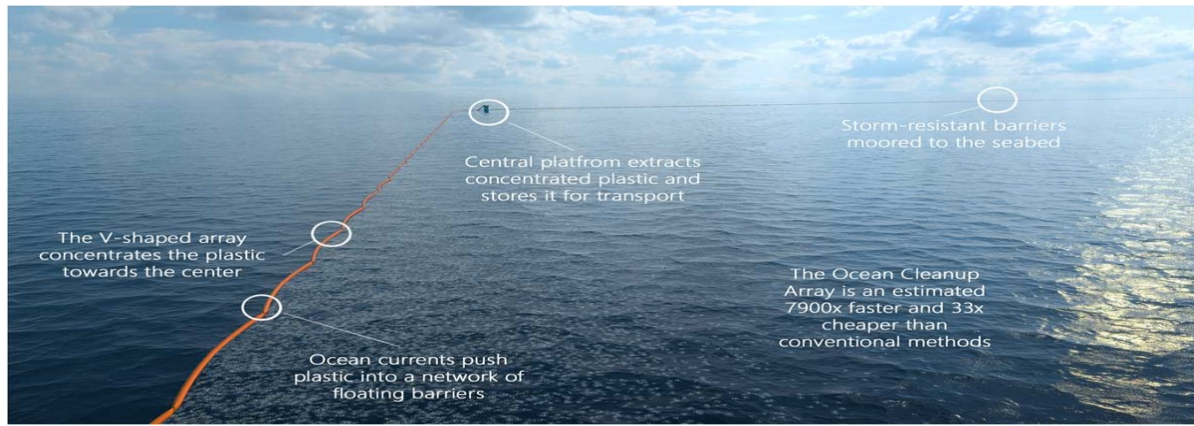 Storm-resistant barriers
moored to the seabed
Central platfrom extracts
concentrated plastic and
stores it for transport
The V-shaped array
concentrates the plastic
towards the center
The Ocean Cleanup
Array is an estimated
7900x faster and 33x
cheaper than
conventional methods
Ocean currents push
plastic into a network of
floating barriers